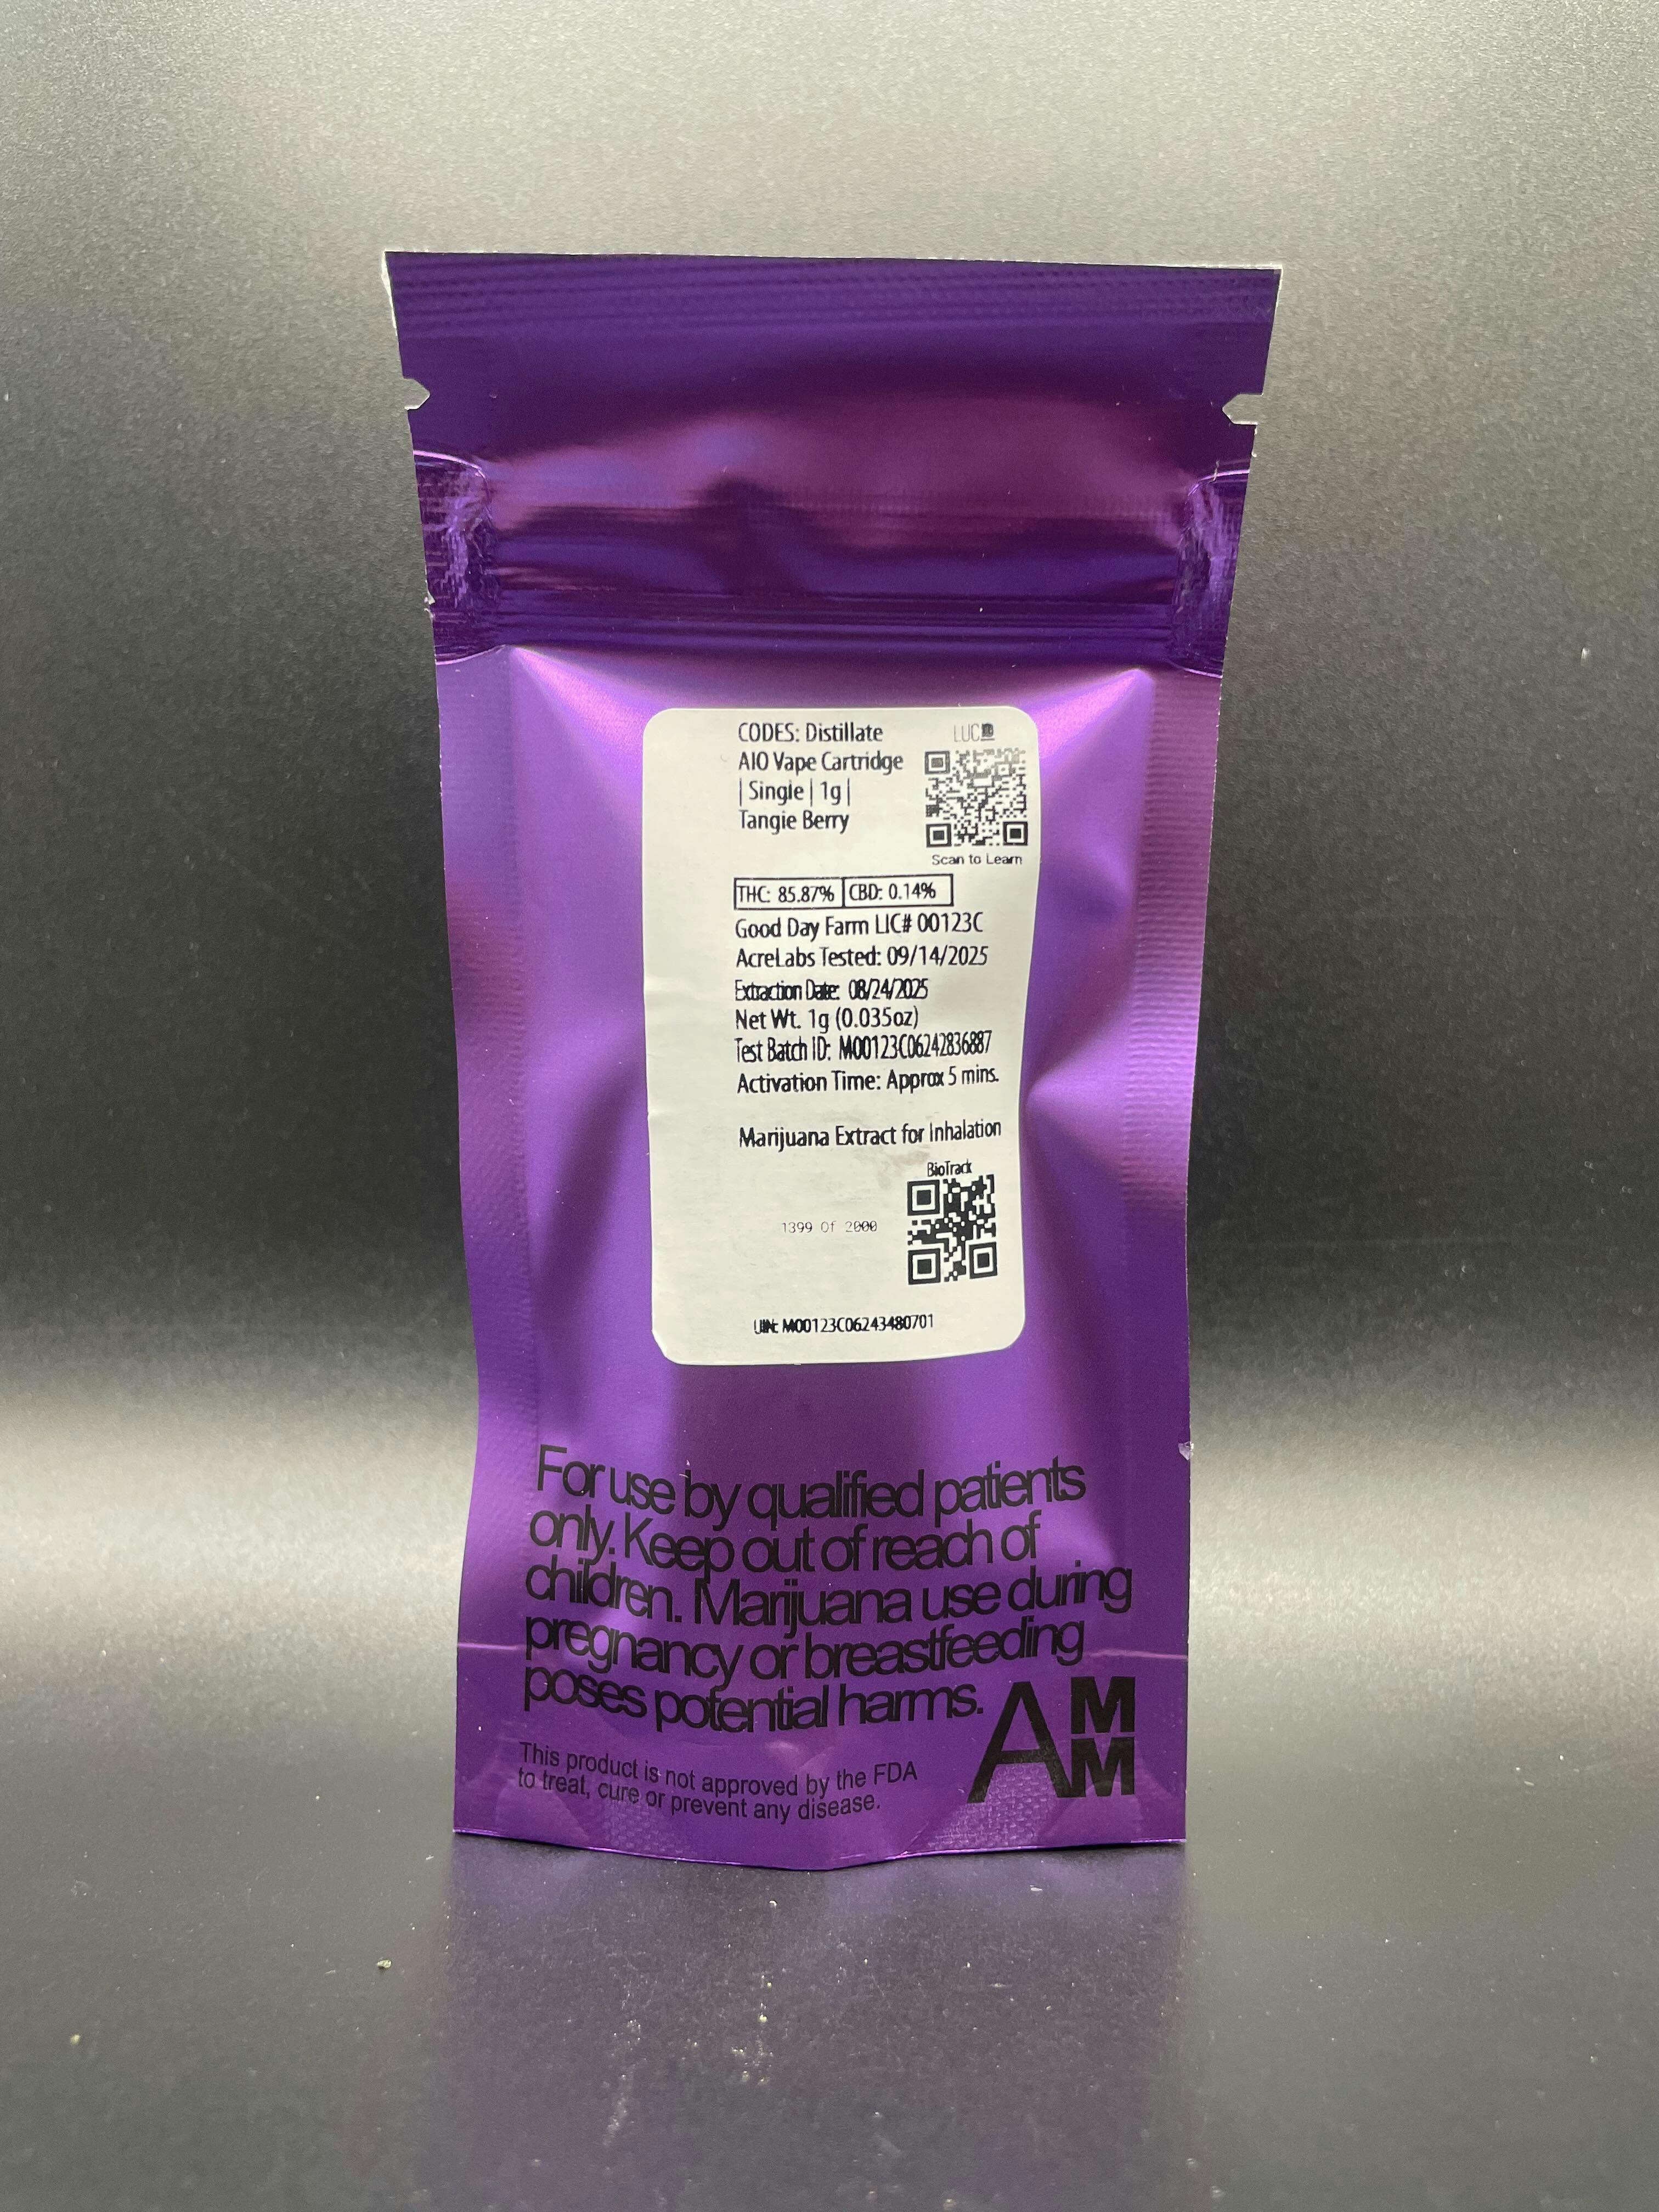 CODES: Distillate
AIO Vape Cartridge
| Single | 1g |
Tangie Berry
LUCID
Scan to Learn
THC: 85.87% CBD: 0.14%
Good Day Farm LIC# 00123C
AcreLabs Tested: 09/14/2025
Extraction Date: 08/24/2025
Net Wt. 1g (0.035oz)
Test Batch ID: M00123C06242836887
Activation Time: Approx 5 mins.
Marijuana Extract for Inhalation
BioTrack
1399 Of 2000
UIN: M00123C06243480701
For use by qualified patients
only. Keep out of reach of
children. Marijuana use during
pregnancy or breastfeeding
poses potential harms.
AMM
This product is not approved by the FDA
to treat, cure or prevent any disease.